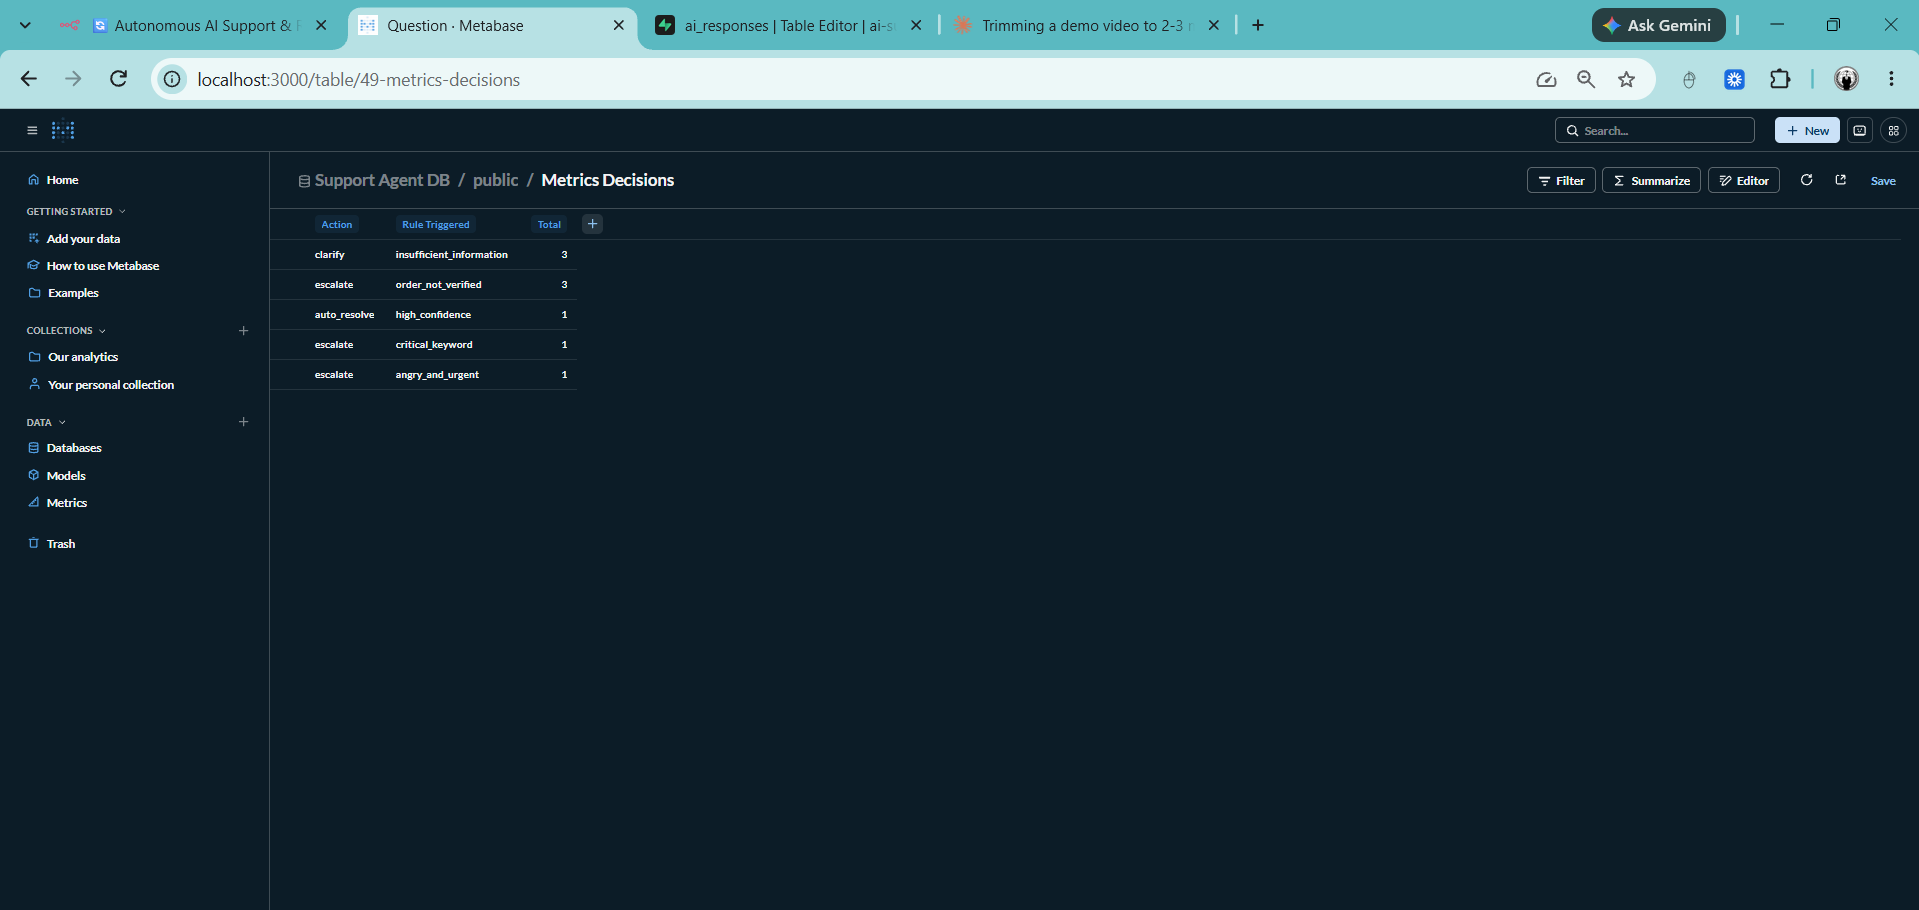 Autonomous AI Support &
Question · Metabase
ai_responses | Table Editor | ai-s
Trimming a demo video to 2-3
Ask Gemini
localhost:3000/table/49-metrics-decisions
Search...
+ New
Home
Support Agent DB / public / Metrics Decisions
Filter
Σ Summarize
Editor
Save
GETTING STARTED
Add your data
How to use Metabase
Examples
COLLECTIONS
Our analytics
Your personal collection
DATA
Databases
Models
Metrics
Trash
Action Rule Triggered Total
clarify insufficient_information 3
escalate order_not_verified 3
auto_resolve high_confidence 1
escalate critical_keyword 1
escalate angry_and_urgent 1